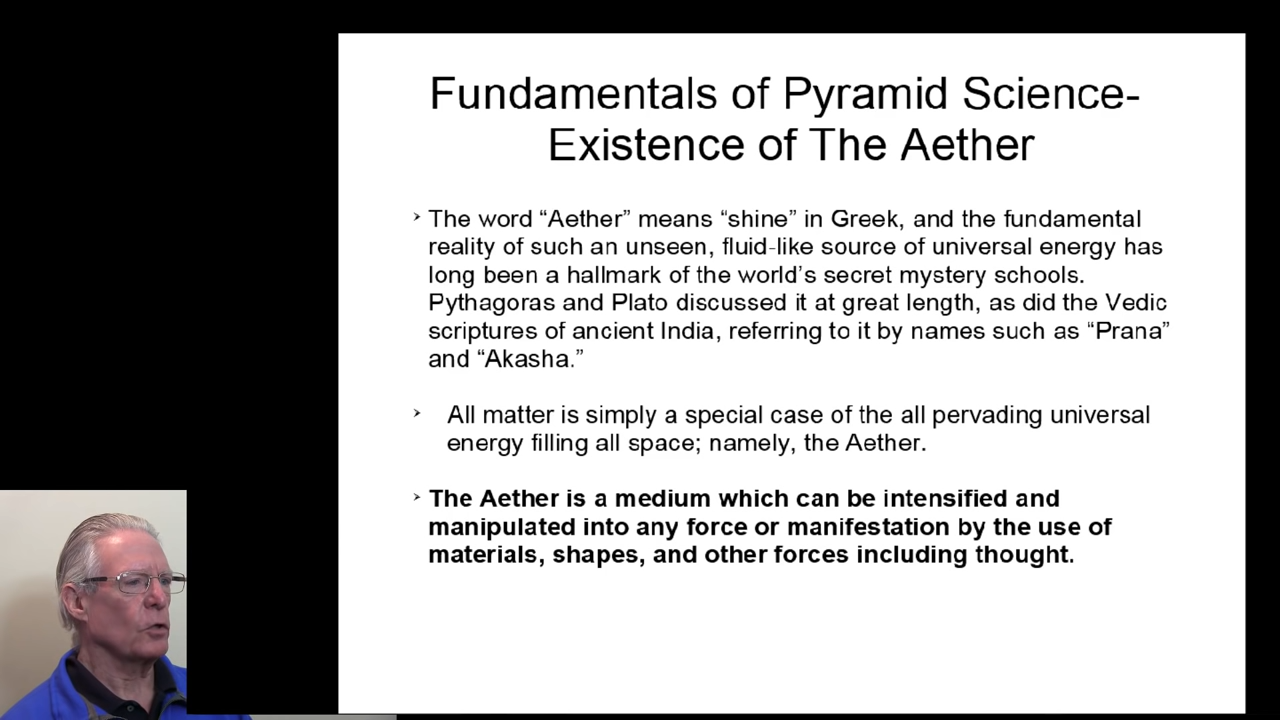 Fundamentals of Pyramid Science-
Existence of The Aether
The word “Aether” means “shine” in Greek, and the fundamental
reality of such an unseen, fluid-like source of universal energy has
long been a hallmark of the world’s secret mystery schools.
Pythagoras and Plato discussed it at great length, as did the Vedic
scriptures of ancient India, referring to it by names such as “Prana”
and “Akasha.”
All matter is simply a special case of the all pervading universal
energy filling all space; namely, the Aether.
The Aether is a medium which can be intensified and
manipulated into any force or manifestation by the use of
materials, shapes, and other forces including thought.